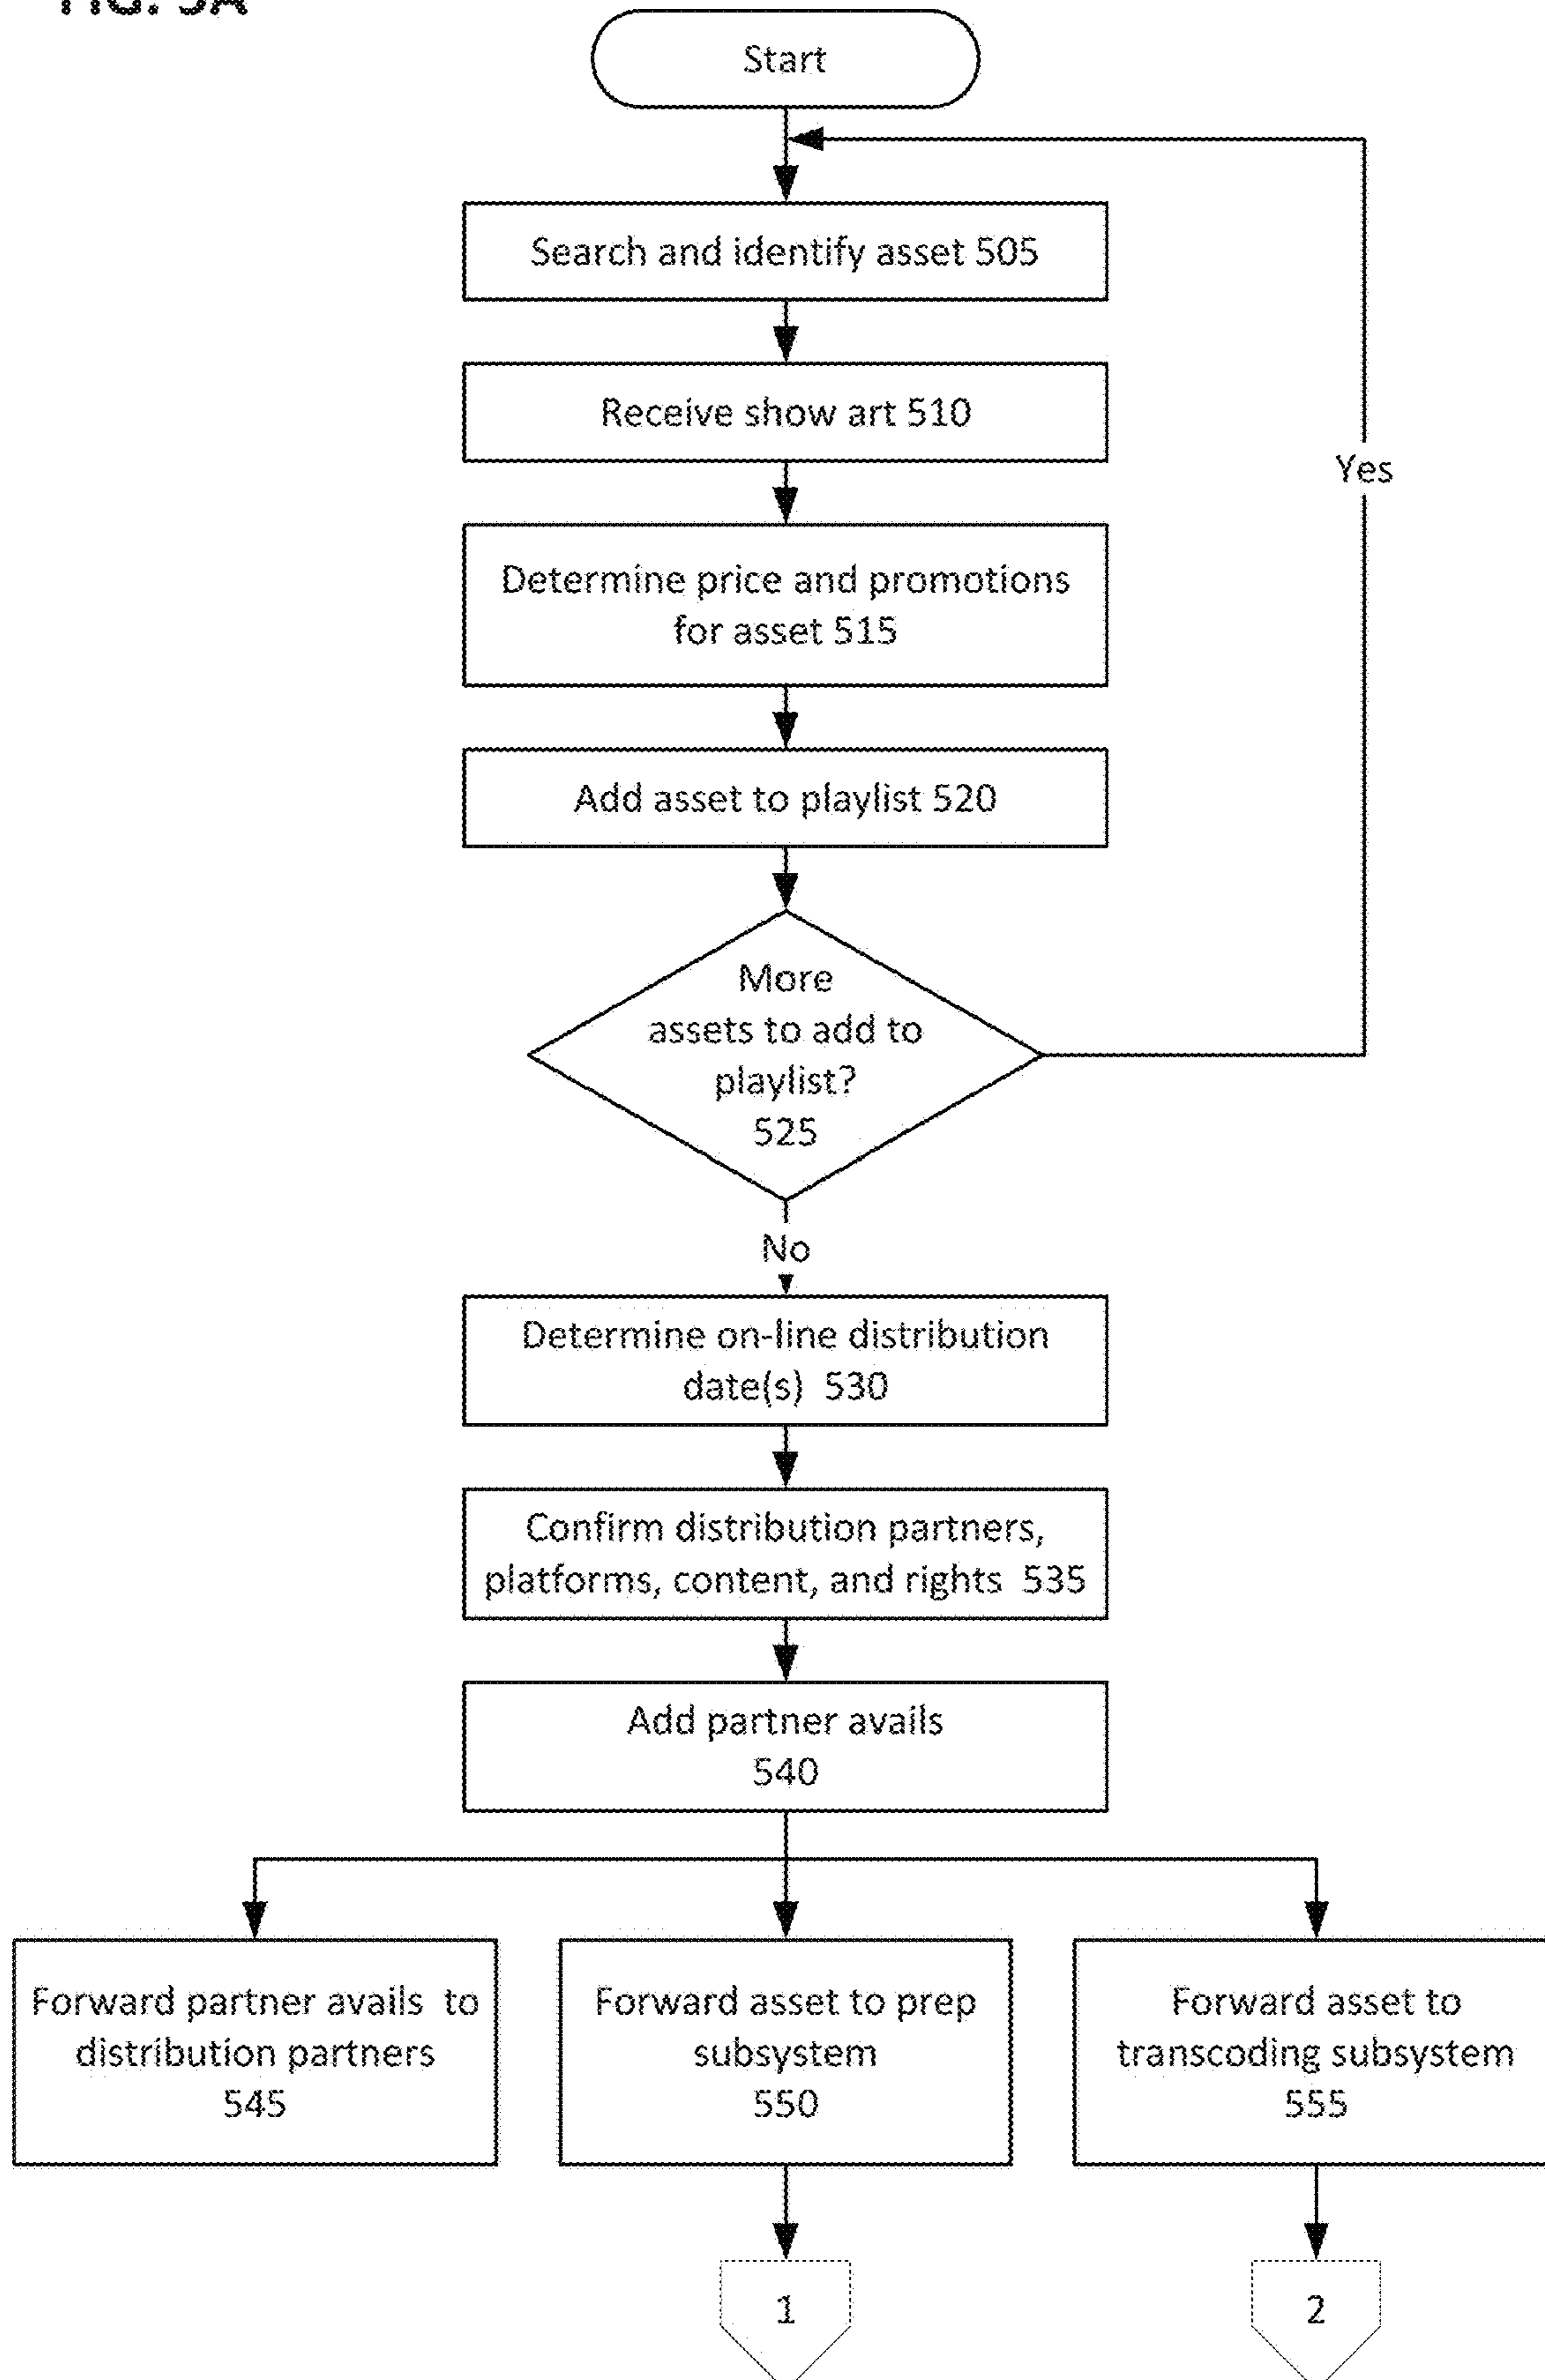 FIG. 5A
Start
Search and identify asset 505
Receive show art 510
Yes
Determine price and promotions
for asset 515
Add asset to playlist 520
More
assets to add to
playlist?
525
No
Determine on-line distribution
date(s) 530
Confirm distribution partners,
platforms, content, and rights 535
Add partner avails
540
Forward partner avails to
distribution partners
545
Forward asset to prep
subsystem
550
Forward asset to
transcoding subsystem
555
1
2